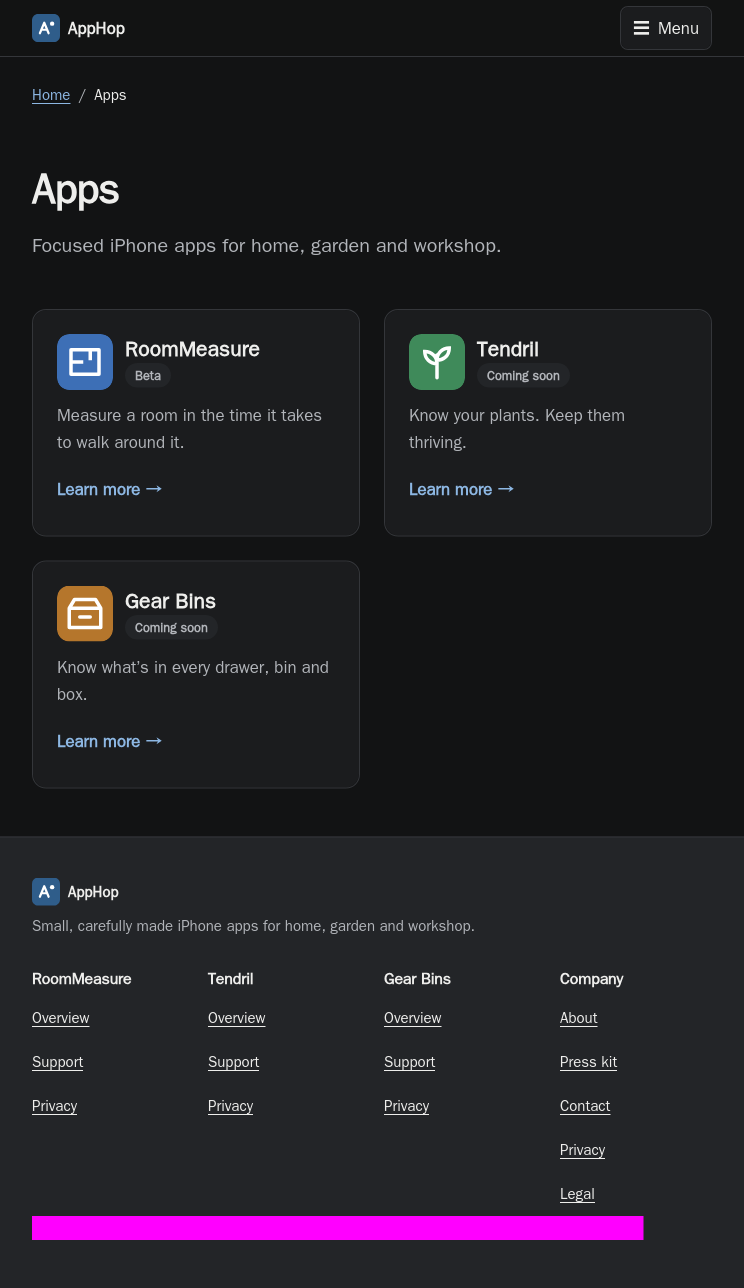 AppHop
☰ Menu
Home / Apps
Apps
Focused iPhone apps for home, garden and workshop.
RoomMeasure
Beta
Measure a room in the time it takes
to walk around it.
Learn more →
Tendril
Coming soon
Know your plants. Keep them
thriving.
Learn more →
Gear Bins
Coming soon
Know what's in every drawer, bin and
box.
Learn more →
AppHop
Small, carefully made iPhone apps for home, garden and workshop.
RoomMeasure
Overview
Support
Privacy
Tendril
Overview
Support
Privacy
Gear Bins
Overview
Support
Privacy
Company
About
Press kit
Contact
Privacy
Legal